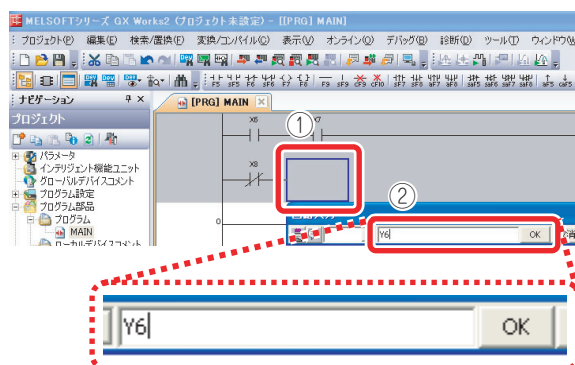 MELSOFTシリーズ GX Works2 (プロジェクト未設定) - [[PRG] MAIN]
プロジェクト(P) 編集(E) 検索/置換(F) 変換/コンパイル(C) 表示(V) オンライン(O) デバッグ(B) 診断(D) ツール(T) ウィンドウ(W
F5 sF5 F6 sF6 F7 F8 F9 sF9 cF9 cF10 sF7 sF8 aF7 aF8 saF5 saF6 saF7 saF8 aF5 caF5
ナビゲーション
[PRG] MAIN
プロジェクト
X6
X7
①
パラメータ
インテリジェント機能ユニット
グローバルデバイスコメント
X8
プログラム設定
プログラム部品
②
プログラム
0
MAIN
Y6
OK
ローカルデバイスコメント
Y6
OK